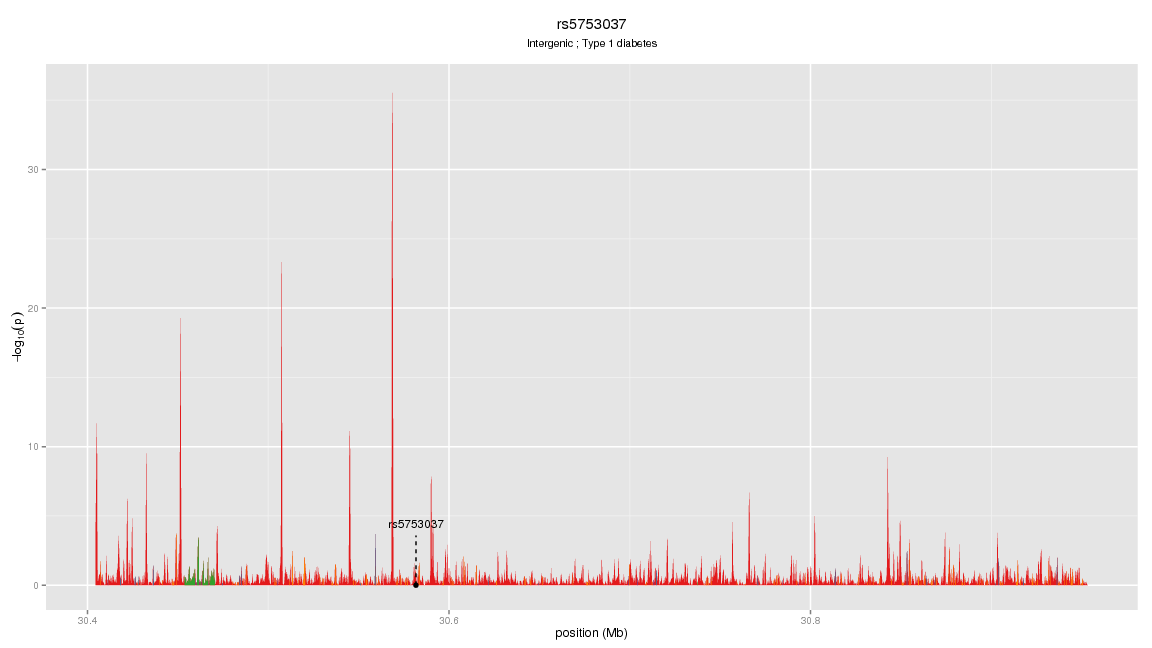 rs5753037
Intergenic ; Type 1 diabetes
30
20
10
0
−log10(p)
rs5753037
30.4 30.6 30.8
position (Mb)